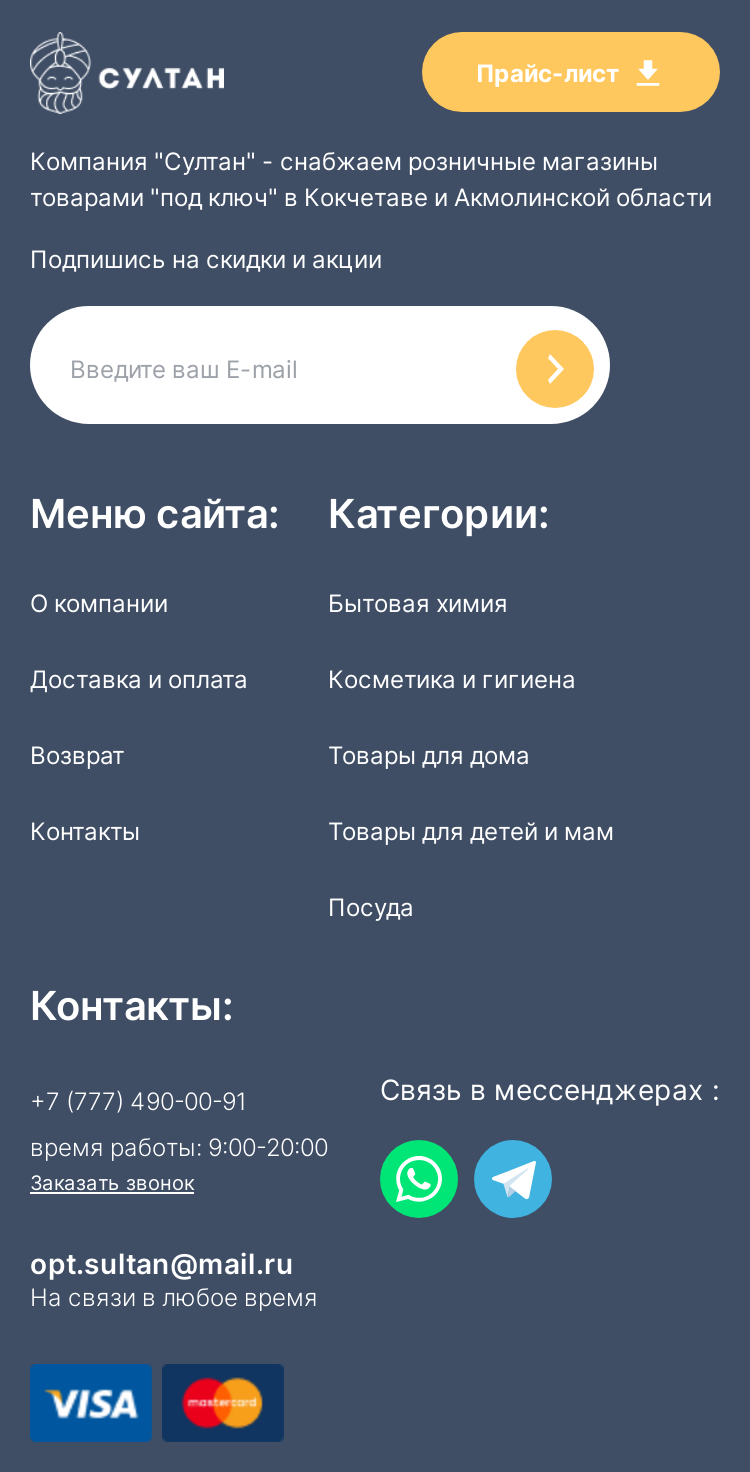 СУЛТАН
Прайс-лист
Компания "Султан" - снабжаем розничные магазины
товарами "под ключ" в Кокчетаве и Акмолинской области
Подпишись на скидки и акции
Введите ваш E-mail
Меню сайта:
О компании
Доставка и оплата
Возврат
Контакты
Категории:
Бытовая химия
Косметика и гигиена
Товары для дома
Товары для детей и мам
Посуда
Контакты:
+7 (777) 490-00-91
время работы: 9:00-20:00
Заказать звонок
Связь в мессенджерах :
opt.sultan@mail.ru
На связи в любое время
VISA
mastercard